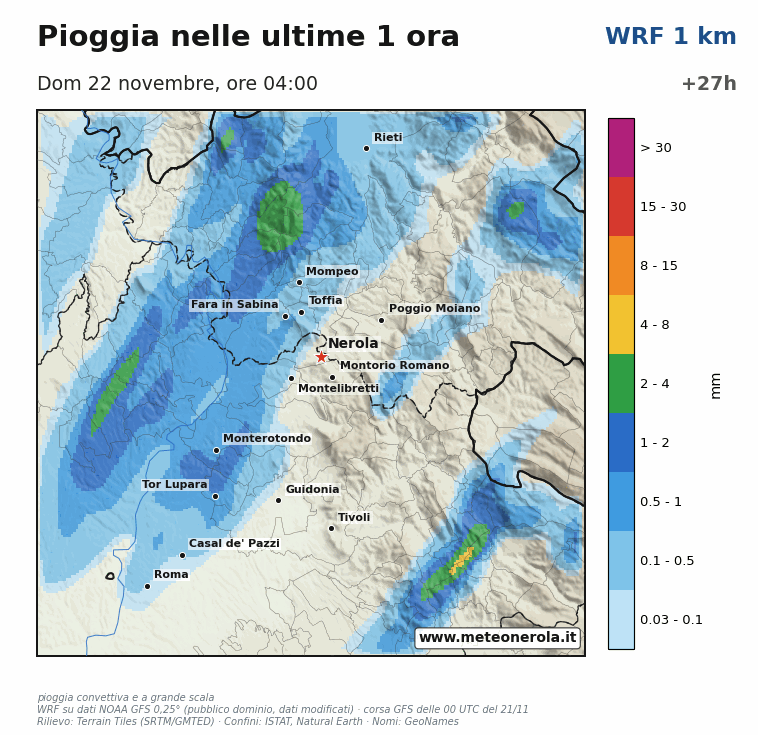 Pioggia nelle ultime 1 ora
WRF 1 km
Dom 22 novembre, ore 04:00
+27h
Rieti
Mompeo
Fara in Sabina
Toffia
Poggio Moiano
Nerola
Montorio Romano
Montelibretti
Monterotondo
Tor Lupara
Guidonia
Tivoli
Casal de' Pazzi
Roma
www.meteonerola.it
> 30
15 - 30
8 - 15
4 - 8
2 - 4
1 - 2
0.5 - 1
0.1 - 0.5
0.03 - 0.1
mm
pioggia convettiva e a grande scala
WRF su dati NOAA GFS 0,25° (pubblico dominio, dati modificati) · corsa GFS delle 00 UTC del 21/11
Rilievo: Terrain Tiles (SRTM/GMTED) · Confini: ISTAT, Natural Earth · Nomi: GeoNames